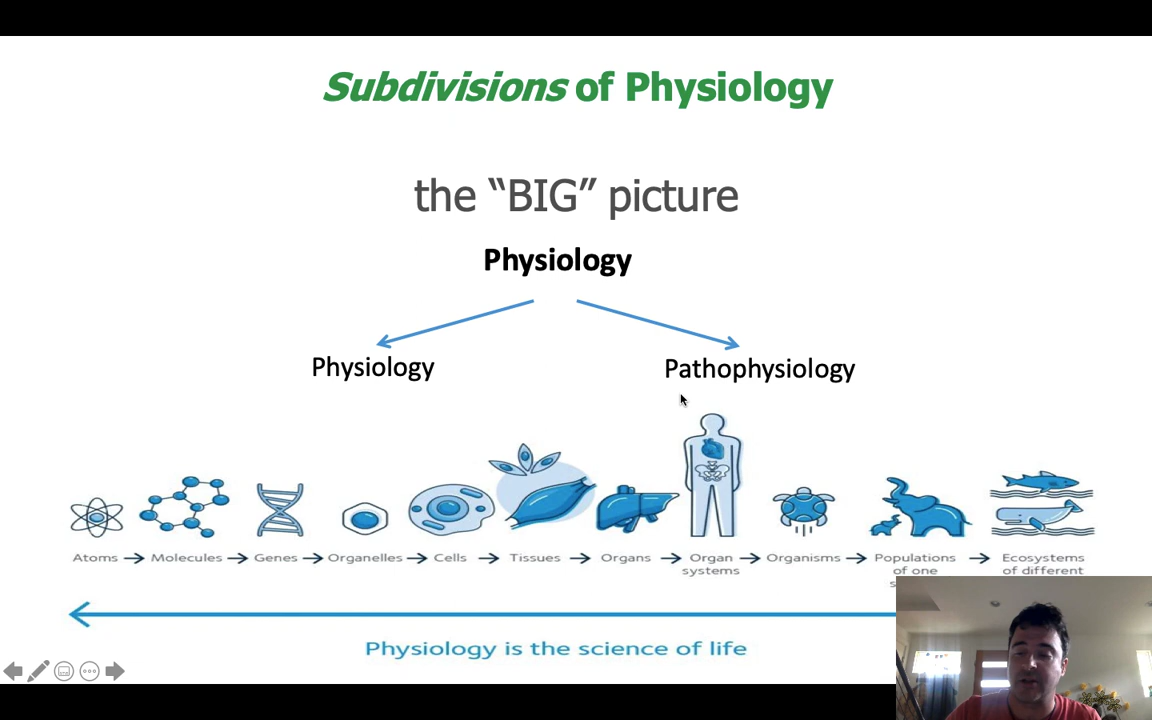 Subdivisions of Physiology
the “BIG” picture
Physiology
Physiology Pathophysiology
Atoms Molecules Genes Organelles Cells Tissues Organs Organ systems Organisms Populations of one Ecosystems of different
Physiology is the science of life